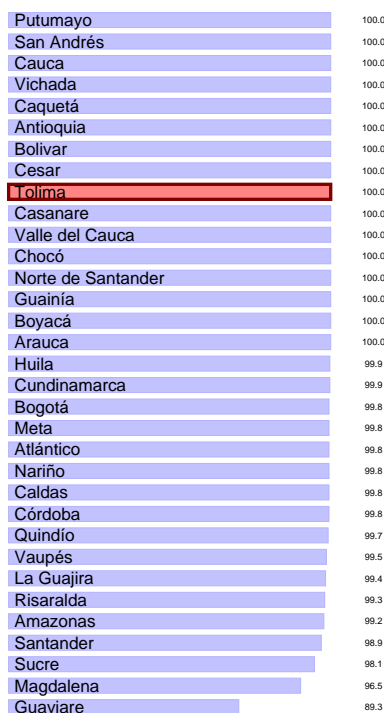 Putumayo 100.0
San Andrés 100.0
Cauca 100.0
Vichada 100.0
Caquetá 100.0
Antioquia 100.0
Bolivar 100.0
Cesar 100.0
Tolima 100.0
Casanare 100.0
Valle del Cauca 100.0
Chocó 100.0
Norte de Santander 100.0
Guainía 100.0
Boyacá 100.0
Arauca 100.0
Huila 99.9
Cundinamarca 99.9
Bogotá 99.8
Meta 99.8
Atlántico 99.8
Nariño 99.8
Caldas 99.8
Córdoba 99.8
Quindío 99.7
Vaupés 99.5
La Guajira 99.4
Risaralda 99.3
Amazonas 99.2
Santander 98.9
Sucre 98.1
Magdalena 96.5
Guaviare 89.3